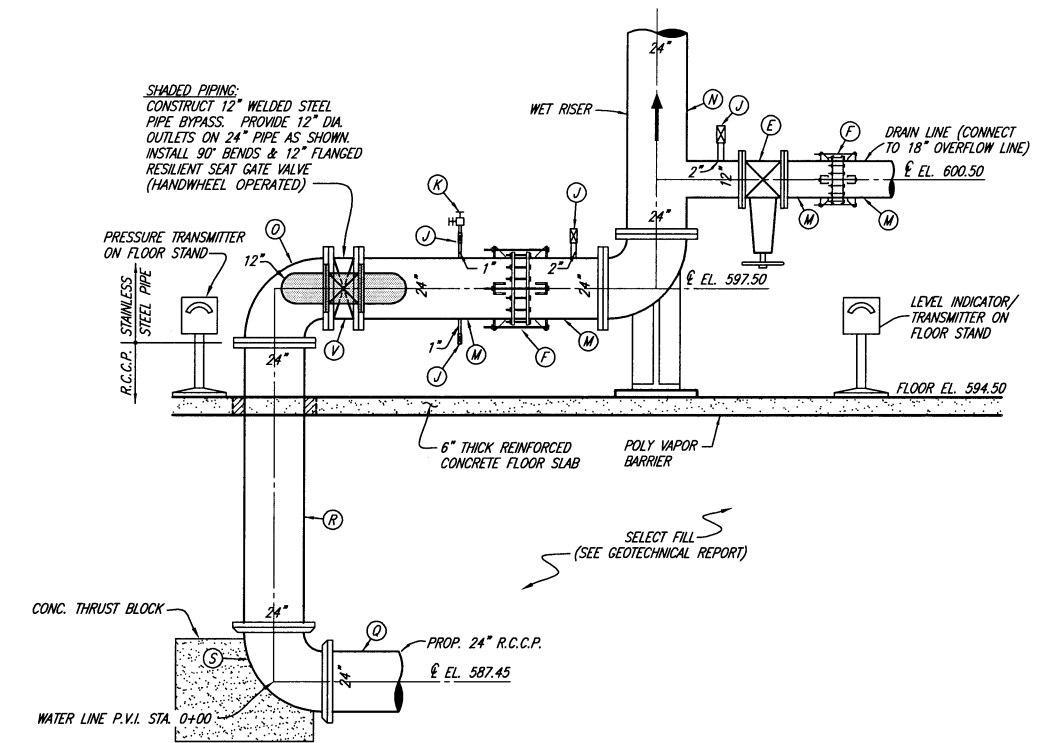 24"
SHADED PIPING:
CONSTRUCT 12" WELDED STEEL
PIPE BYPASS. PROVIDE 12" DIA.
OUTLETS ON 24" PIPE AS SHOWN.
INSTALL 90° BENDS & 12" FLANGED
RESILIENT SEAT GATE VALVE
(HANDWHEEL OPERATED)
WET RISER
N
J
E
F
DRAIN LINE (CONNECT
TO 18" OVERFLOW LINE)
℄ EL. 600.50
2"
12"
M
M
K
J
J
O
PRESSURE TRANSMITTER
ON FLOOR STAND
12"
1"
2"
24"
24"
24"
℄ EL. 597.50
STAINLESS
STEEL PIPE
R.C.C.P.
LEVEL INDICATOR/
TRANSMITTER ON
FLOOR STAND
V
1"
J
M
F
M
24"
FLOOR EL. 594.50
6" THICK REINFORCED
CONCRETE FLOOR SLAB
POLY VAPOR
BARRIER
R
SELECT FILL
(SEE GEOTECHNICAL REPORT)
CONC. THRUST BLOCK
24"
S
Q
PROP. 24" R.C.C.P.
24"
℄ EL. 587.45
WATER LINE P.V.I. STA. 0+00